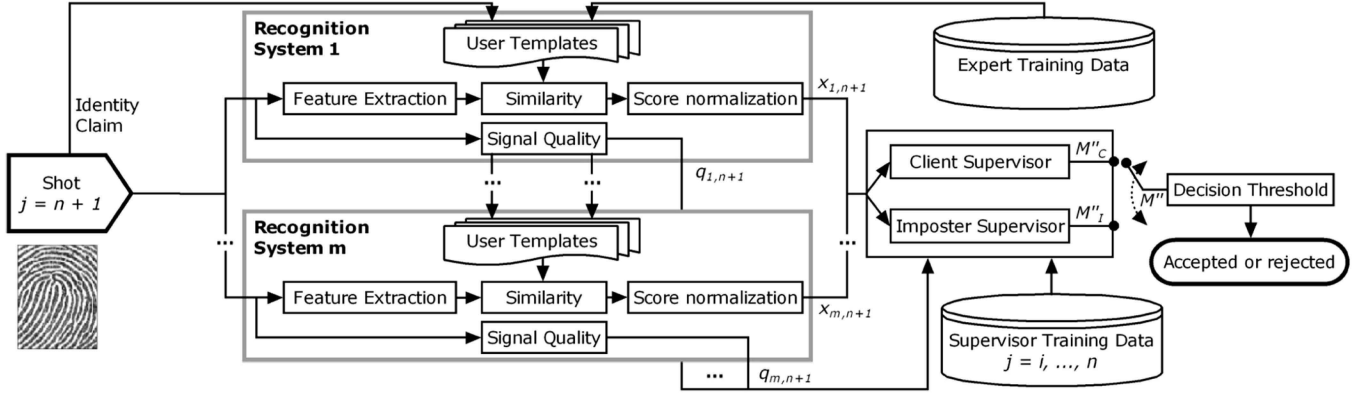 Recognition
System 1
User Templates
Expert Training Data
Identity
Claim
Feature Extraction
Similarity
Score normalization
x1,n+1
Signal Quality
q1,n+1
Shot
j = n + 1
...
...
Client Supervisor
M''C
M''
Decision Threshold
Imposter Supervisor
M''I
Accepted or rejected
...
...
Recognition
System m
User Templates
Feature Extraction
Similarity
Score normalization
xm,n+1
Signal Quality
...
qm,n+1
Supervisor Training Data
j = i, ..., n